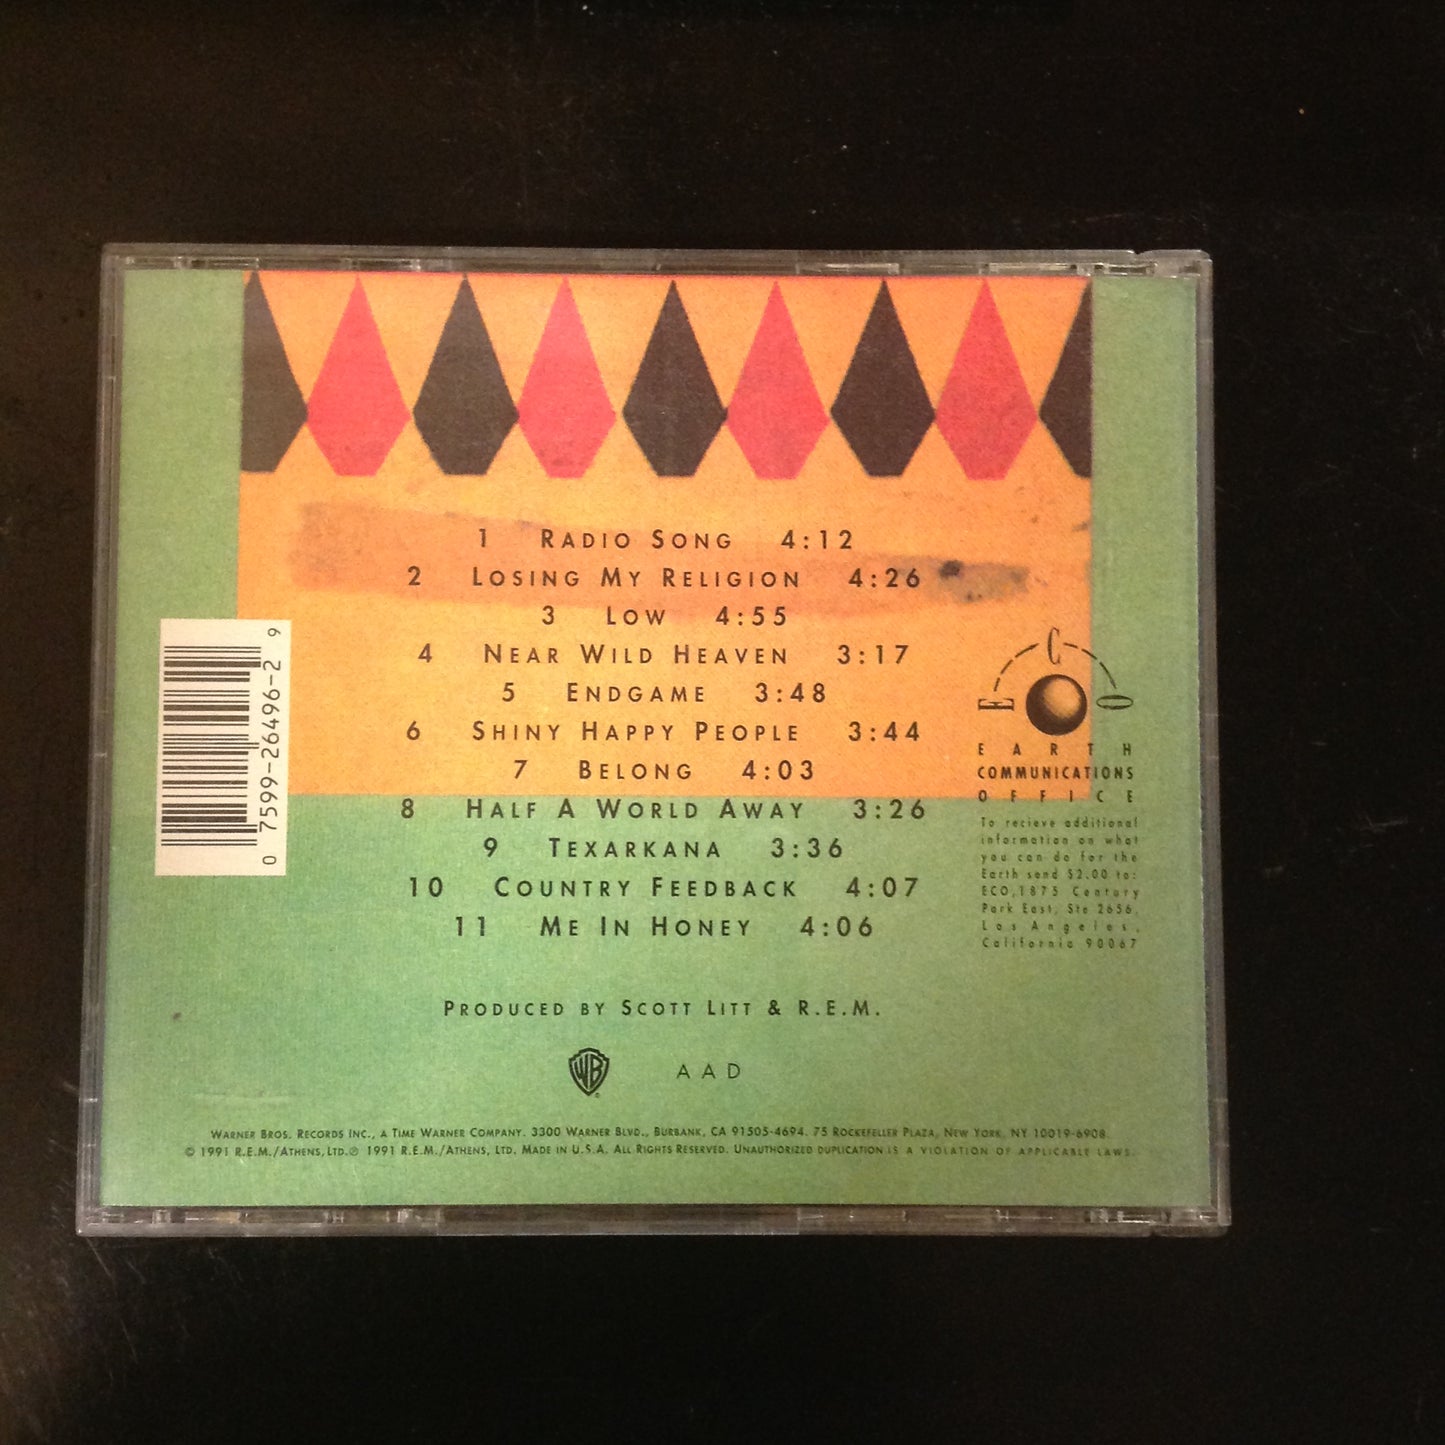 1 Radio Song 4:12
2 Losing My Religion 4:26
3 Low 4:55
4 Near Wild Heaven 3:17
5 Endgame 3:48
6 Shiny Happy People 3:44
7 Belong 4:03
8 Half A World Away 3:26
9 Texarkana 3:36
10 Country Feedback 4:07
11 Me In Honey 4:06
Produced by Scott Litt & R.E.M.
WB AAD
Warner Bros. Records Inc., a Time Warner Company. 3300 Warner Blvd., Burbank, CA 91505-4694. 75 Rockefeller Plaza, New York, NY 10019-6908.
© 1991 R.E.M./Athens, Ltd. ℗ 1991 R.E.M./Athens, Ltd. Made in U.S.A. All Rights Reserved. Unauthorized duplication is a violation of applicable laws.
0 7599-26496-2 9
ECO
EARTH
COMMUNICATIONS
OFFICE
To recieve additional
information on what
you can do for the
Earth send $2.00 to:
ECO, 1875 Century
Park East, Ste 2656,
Los Angeles,
California 90067